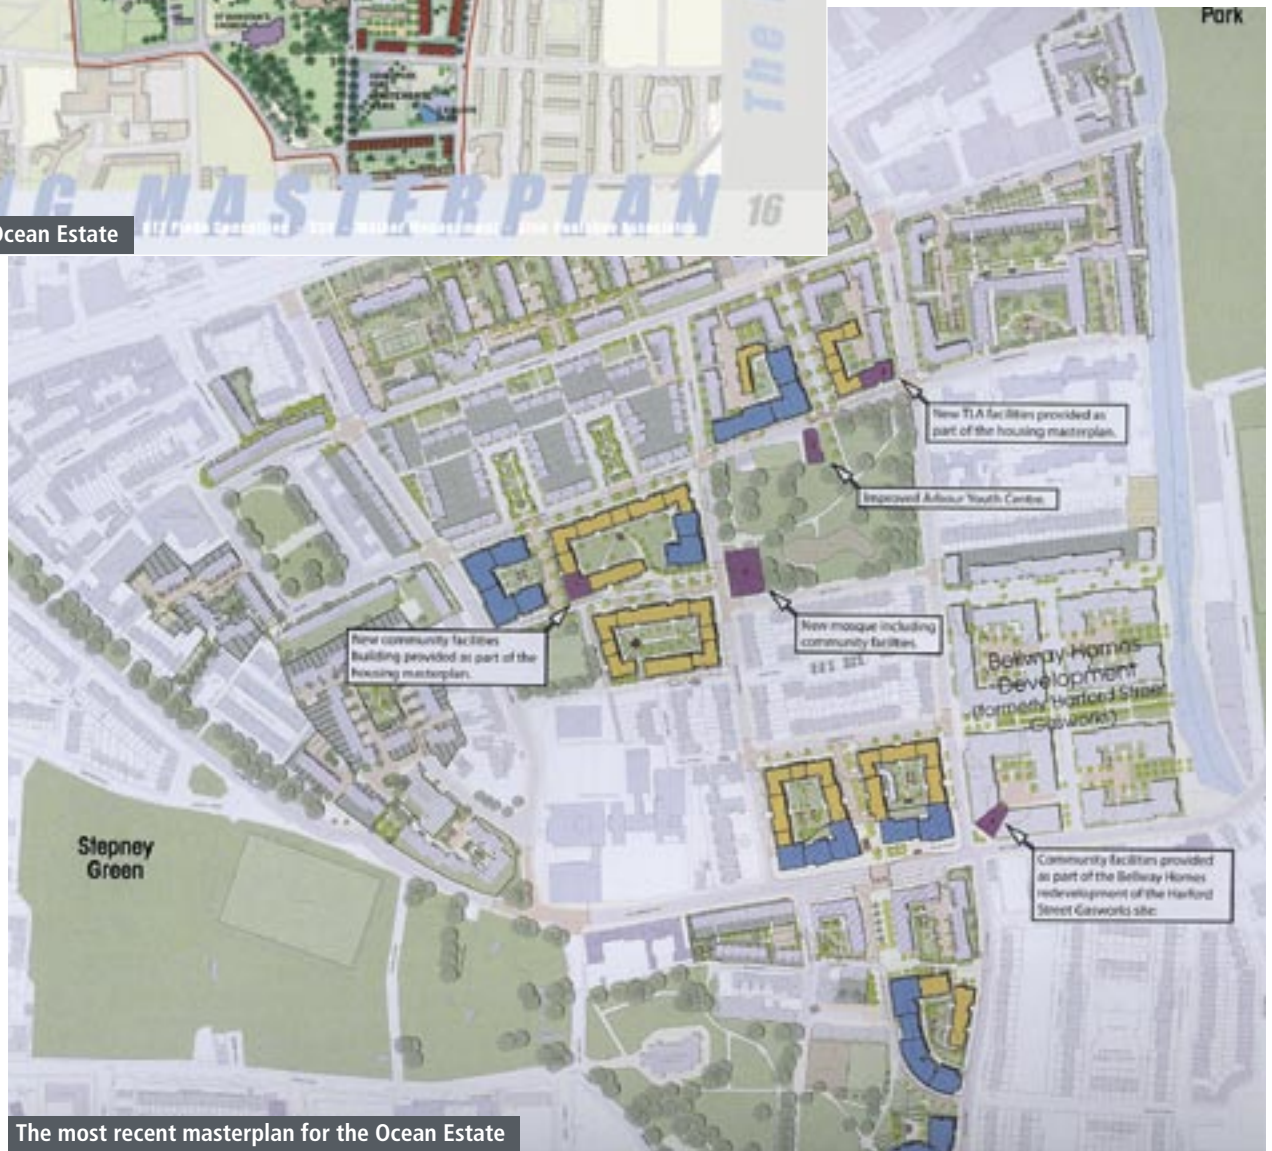 Park
The
G MASTERPLAN
16
Ocean Estate
New TLA facilities provided as
part of the housing masterplan.
Improved Arbour Youth Centre.
New mosque including
community facilities.
New community facilities
Building provided as part of the
housing masterplan.
Bellway Homes
Development
(formerly Harford Street
Gasworks)
Stepney
Green
Community facilities provided
as part of the Bellway Homes
redevelopment of the Harford
Street Gasworks site.
The most recent masterplan for the Ocean Estate